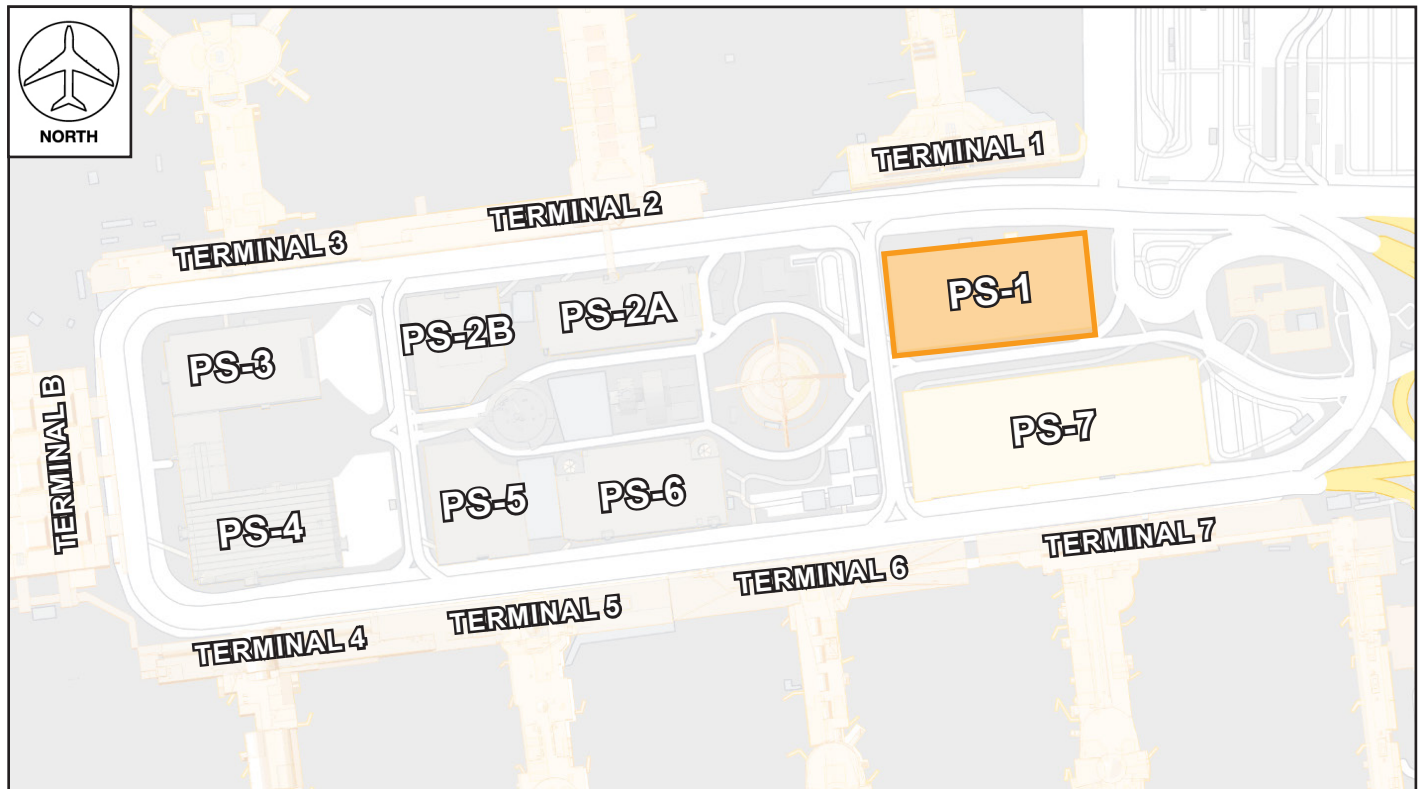 NORTH
TERMINAL 1
TERMINAL 2
TERMINAL 3
PS-1
PS-2A
PS-2B
PS-3
TERMINAL B
PS-7
PS-6
PS-5
PS-4
TERMINAL 7
TERMINAL 6
TERMINAL 5
TERMINAL 4